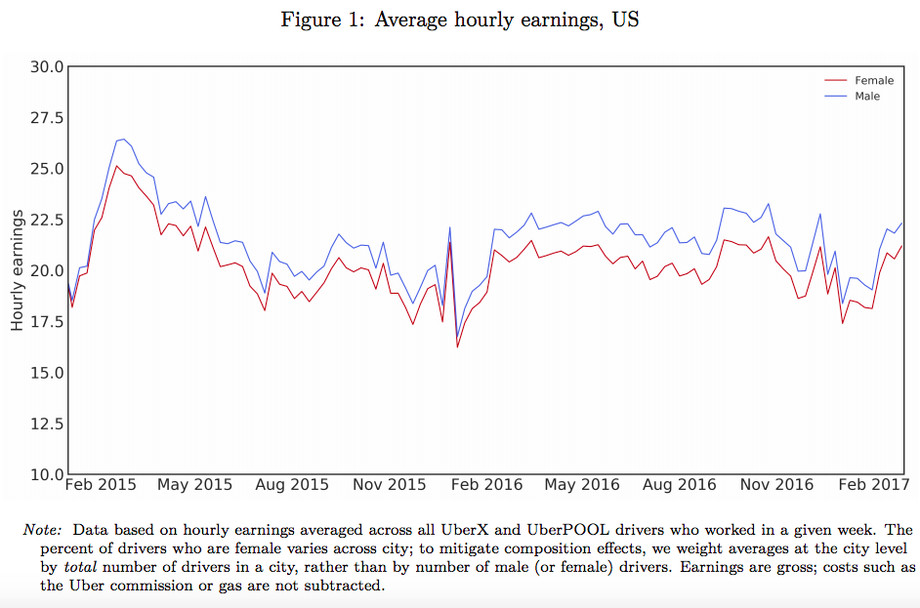 Figure 1: Average hourly earnings, US
30.0
Female
Male
27.5
25.0
22.5
20.0
17.5
15.0
12.5
10.0
Hourly earnings
Feb 2015 May 2015 Aug 2015 Nov 2015 Feb 2016 May 2016 Aug 2016 Nov 2016 Feb 2017
Note: Data based on hourly earnings averaged across all UberX and UberPOOL drivers who worked in a given week. The
percent of drivers who are female varies across city; to mitigate composition effects, we weight averages at the city level
by total number of drivers in a city, rather than by number of male (or female) drivers. Earnings are gross; costs such as
the Uber commission or gas are not subtracted.